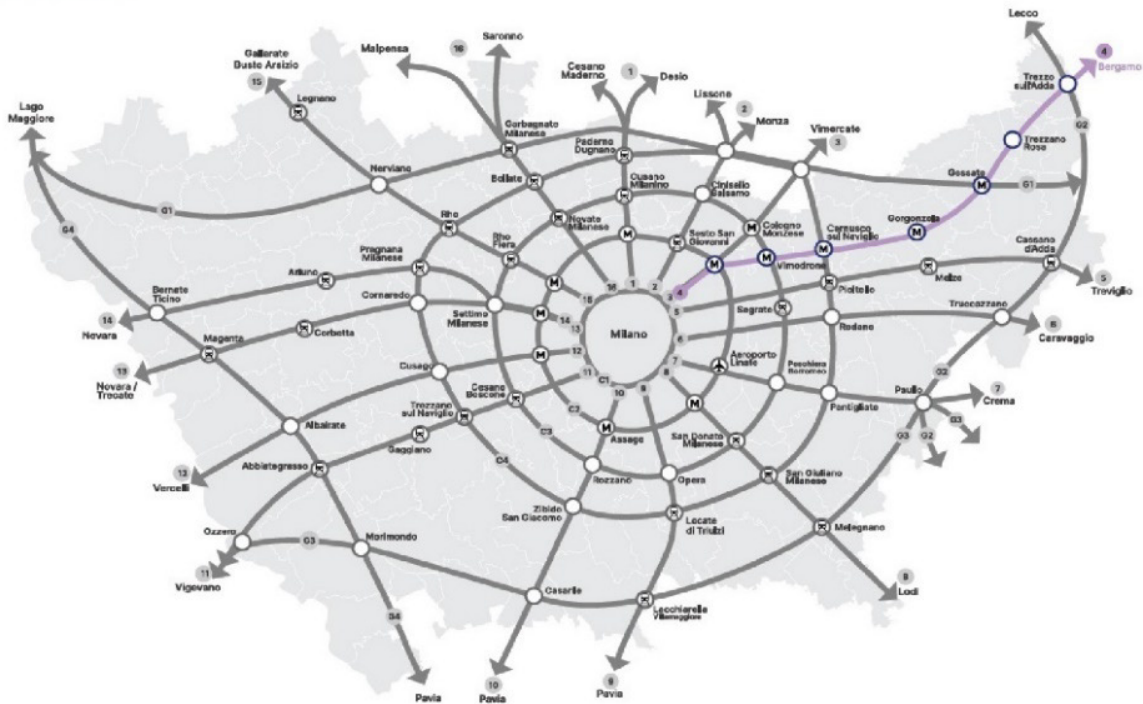 Lecco
4
Bergamo
16
Saronno
Malpensa
Gallarate
Busto Arsizio
15
Cesano
Maderno
1
Desio
Trezzo
sull'Adda
Legnano
Lissone
2
Monza
G2
Lago
Maggiore
Garbagnate
Milanese
Paderno
Dugnano
Vimercate
3
Trezzano
Rosa
Nerviano
Bollate
Cusano
Milanino
Cinisello
Balsamo
Gessate
M
G1
G1
G4
Rho
Novate
Milanese
Sesto San
Giovanni
Cologno
Monzese
Cernusco
sul Naviglio
Gorgonzola
M
M
Rho
Fiera
M
M
Vimodrone
M
M
Cassano
d'Adda
Pregnana
Milanese
Arluno
M
16
1
2
3
4
Pioltello
Melzo
5
Treviglio
Bernate
Ticino
Cornaredo
Settimo
Milanese
15
5
Segrate
Truccazzano
14
Novara
Corbetta
M
14
13
Milano
6
Rodano
6
Caravaggio
Magenta
12
M
7
Aeroporto
Linate
Peschiera
Borromeo
13
Novara /
Trecate
Cusago
11
C1
10
9
8
G2
Paullo
7
Crema
Cesano
Boscone
C2
M
Pantigliate
Trezzano
sul Naviglio
Albairate
C3
Assago
San Donato
Milanese
G3
G2
G3
Gaggiano
C4
Abbiategrasso
12
Vercelli
Rozzano
Opera
San Giuliano
Milanese
Zibido
San Giacomo
Locate
di Triulzi
Melegnano
Ozzero
G3
Morimondo
11
Vigevano
8
Lodi
Casarile
Lacchiarella
G4
10
Pavia
9
Pavia
Pavia